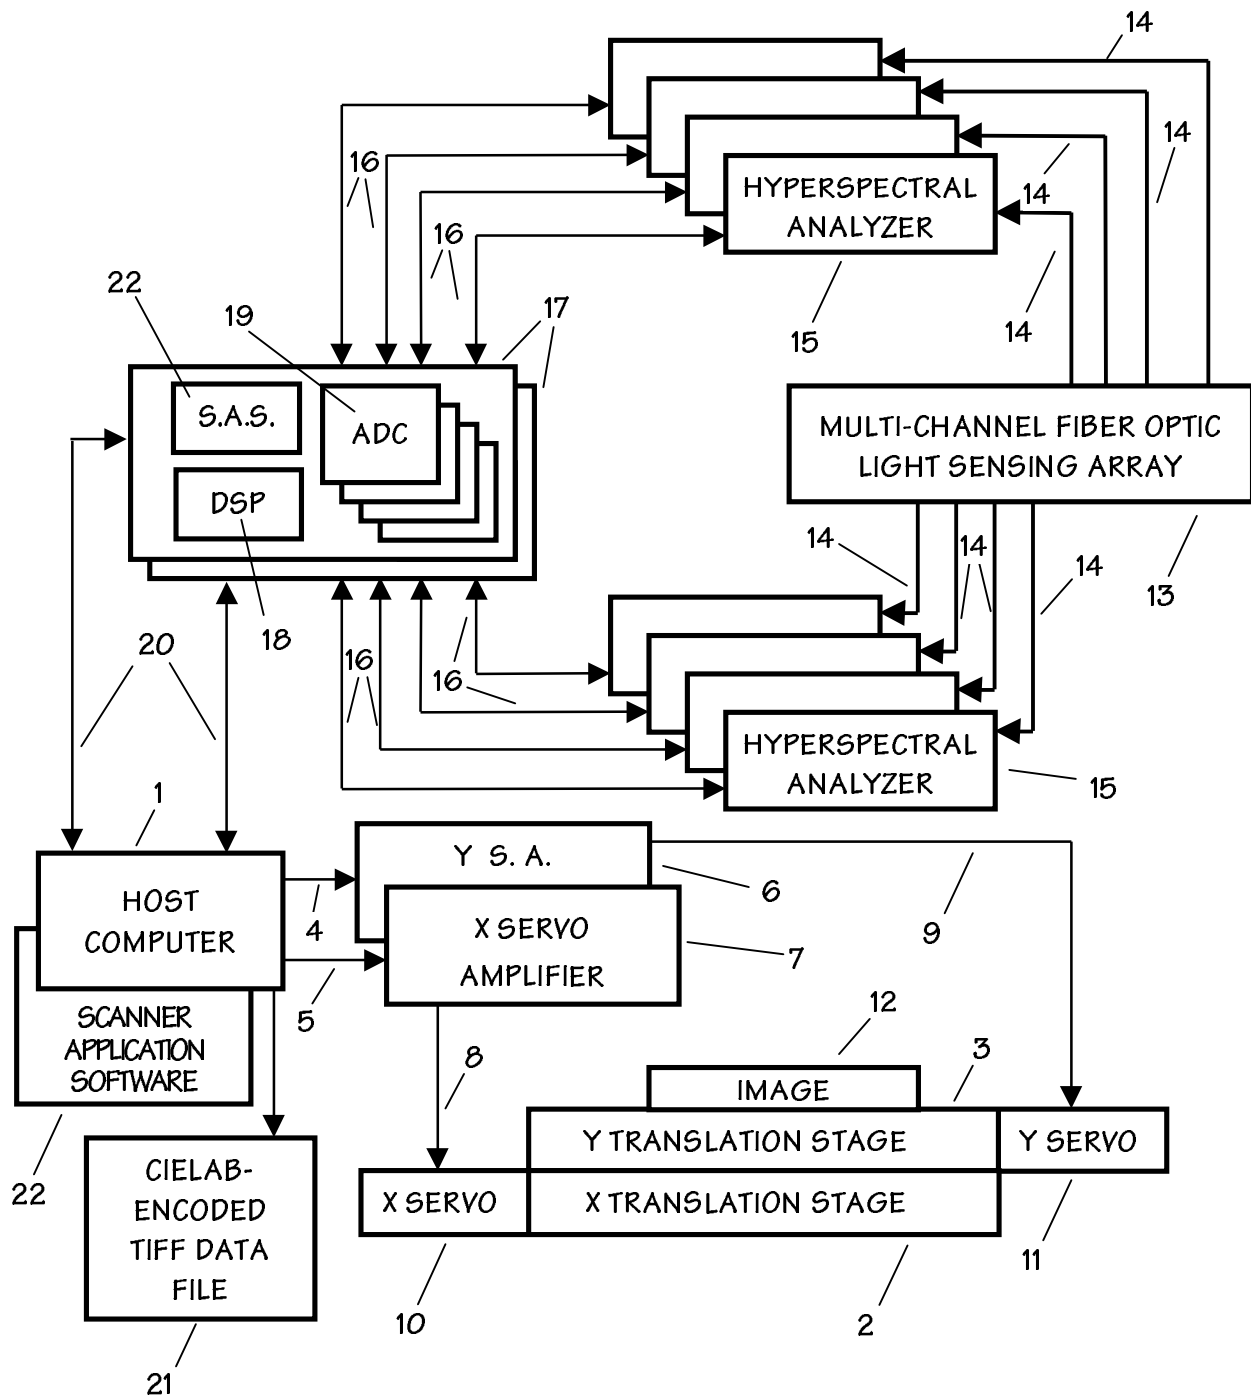 14
14
16
HYPERSPECTRAL
ANALYZER
14
16
22
19
17
15
14
S.A.S.
ADC
MULTI-CHANNEL FIBER OPTIC
LIGHT SENSING ARRAY
DSP
14
14
14
13
18
20
16
16
HYPERSPECTRAL
ANALYZER
15
1
Y S. A.
6
HOST
COMPUTER
4
X SERVO
AMPLIFIER
9
7
5
SCANNER
APPLICATION
SOFTWARE
8
12
3
IMAGE
Y TRANSLATION STAGE
Y SERVO
22
CIELAB-
ENCODED
TIFF DATA
FILE
X SERVO
X TRANSLATION STAGE
11
10
2
21